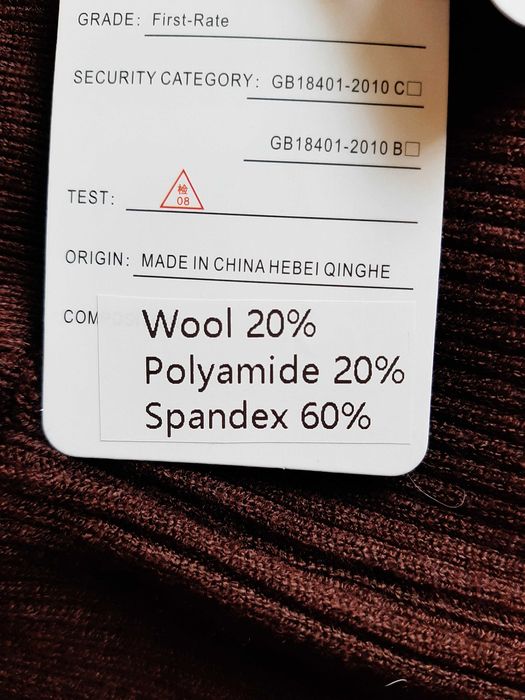 GRADE: First-Rate
SECURITY CATEGORY: GB18401-2010 C□
GB18401-2010 B□
TEST: 检
08
ORIGIN: MADE IN CHINA HEBEI QINGHE
COMPOSI
Wool 20%
Polyamide 20%
Spandex 60%